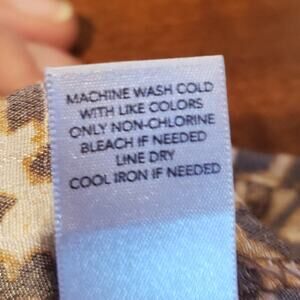 MACHINE WASH COLD
WITH LIKE COLORS
ONLY NON-CHLORINE
BLEACH IF NEEDED
LINE DRY
COOL IRON IF NEEDED